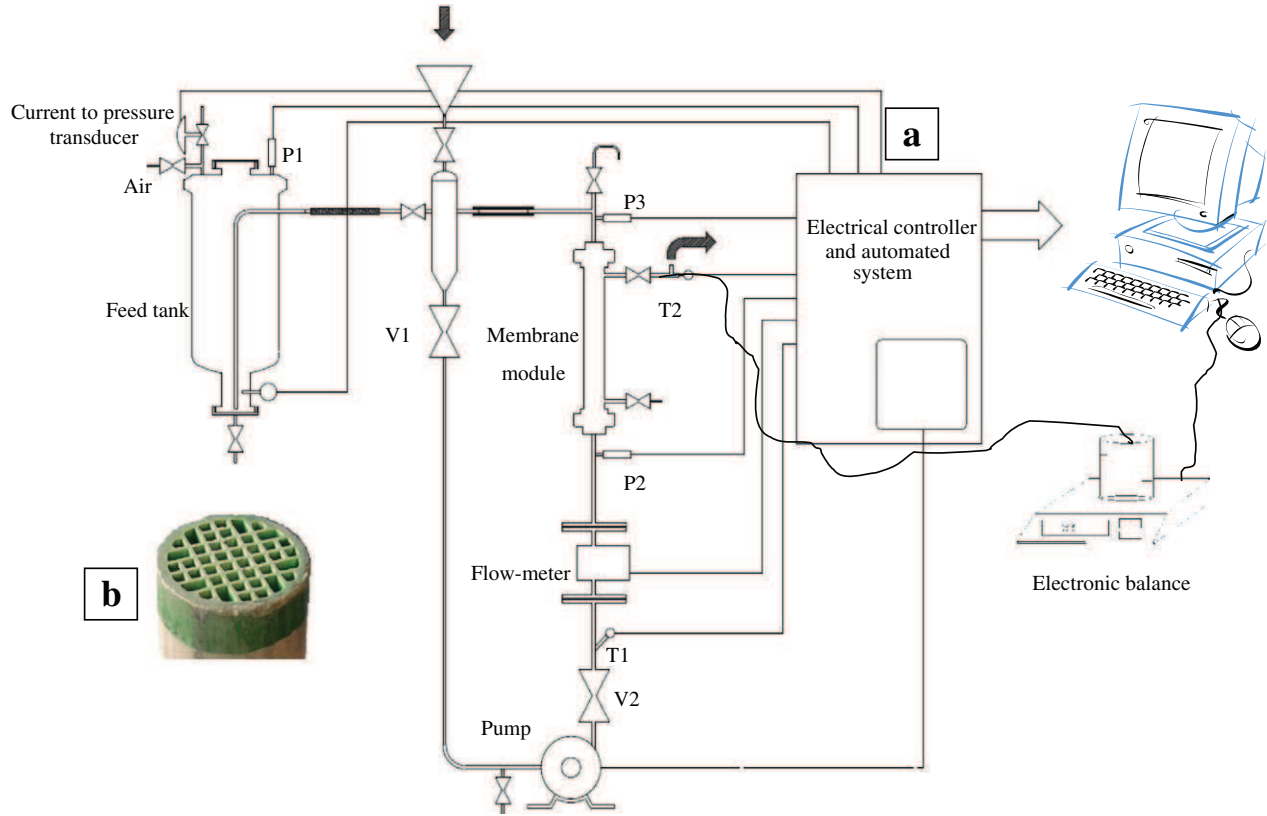 Current to pressure
transducer
Air
P1
a
P3
Electrical controller
and automated
system
T2
Feed tank
V1
Membrane
module
P2
Flow-meter
b
Electronic balance
T1
V2
Pump